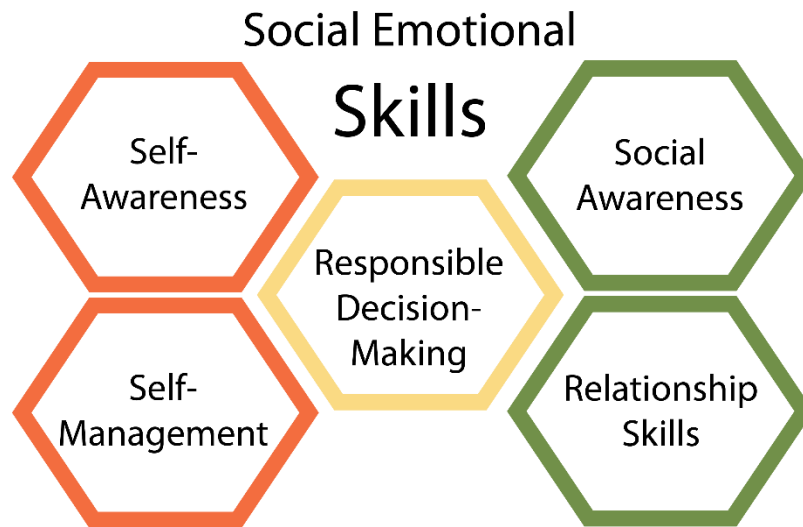 Social Emotional
Skills
Self-
Awareness
Social
Awareness
Responsible
Decision-
Making
Self-
Management
Relationship
Skills